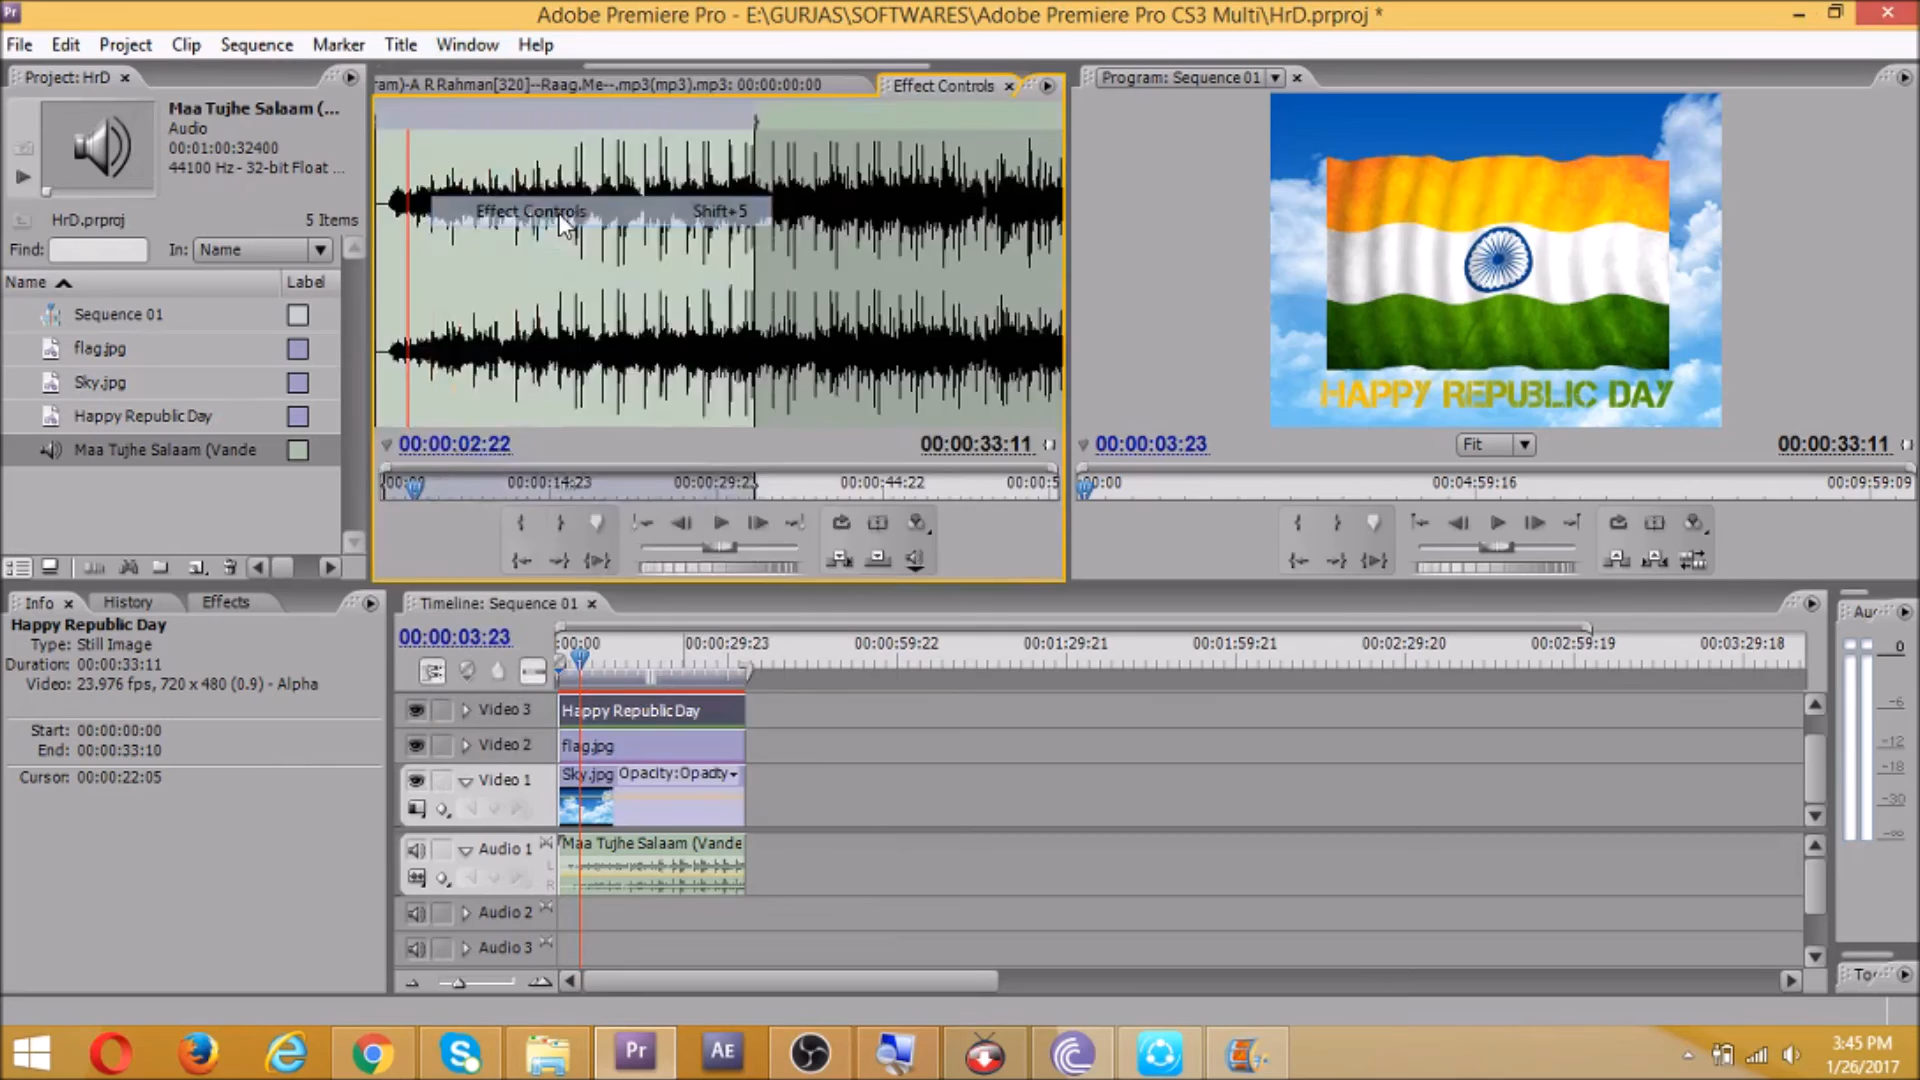 Pr
Adobe Premiere Pro - E:\GURJAS\SOFTWARES\Adobe Premiere Pro CS3 Multi\HrD.prproj *
File Edit Project Clip Sequence Marker Title Window Help
Project: HrD
Maa Tujhe Salaam (...
Audio
00:01:00:32400
44100 Hz - 32-bit Float ...
HrD.prproj
5 Items
Find:
In: Name
Name Label
Sequence 01
flag.jpg
Sky.jpg
Happy Republic Day
Maa Tujhe Salaam (Vande
ram)-A R Rahman[320]--Raag.Me--.mp3(mp3).mp3: 00:00:00:00
Effect Controls
Effect Controls Shift+5
00:00:02:22
00:00:33:11
00:00 00:00:14:23 00:00:29:23 00:00:44:22 00:00:5
Program: Sequence 01
HAPPY REPUBLIC DAY
00:00:03:23
Fit
00:00:33:11
00:00 00:04:59:16 00:09:59:09
Info History Effects
Happy Republic Day
Type: Still Image
Duration: 00:00:33:11
Video: 23.976 fps, 720 x 480 (0.9) - Alpha
Start: 00:00:00:00
End: 00:00:33:10
Cursor: 00:00:22:05
Timeline: Sequence 01
00:00:03:23
:00:00 00:00:29:23 00:00:59:22 00:01:29:21 00:01:59:21 00:02:29:20 00:02:59:19 00:03:29:18
Video 3 Happy Republic Day
Video 2 flag.jpg
Video 1 Sky.jpg Opacity:Opacity
Audio 1 Maa Tujhe Salaam (Vande
L
R
Audio 2
Audio 3
Au
0
-6
-12
-18
-30
-∞
To
Pr
AE
3:45 PM
1/26/2017